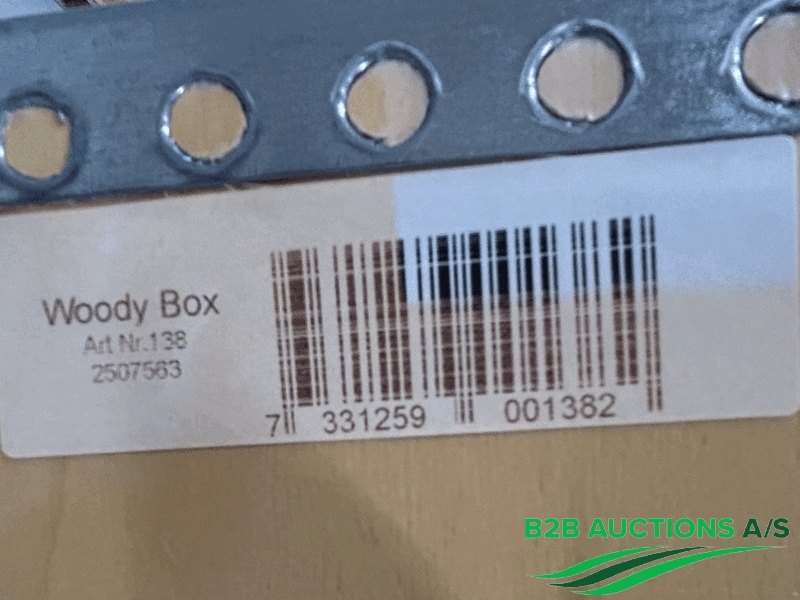 Woody Box
Art Nr.138
2507563
7 331259 001382
B2B AUCTIONS A/S